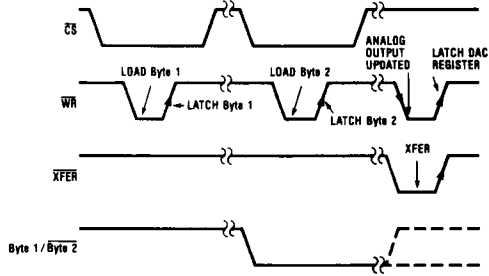 CS
ANALOG
OUTPUT
UPDATED
LATCH DAC
REGISTER
LOAD Byte 1
LOAD Byte 2
WR
LATCH Byte 1
LATCH Byte 2
XFER
XFER
Byte 1/Byte 2